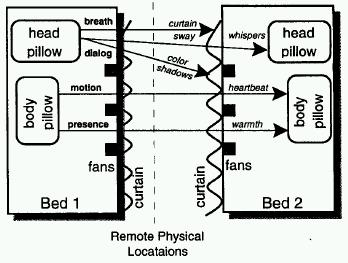 breath
head
pillow
dialog
motion
body
pillow
presence
fans
curtain
Bed 1
curtain
sway
whispers
color
shadows
head
pillow
heartbeat
warmth
body
pillow
fans
curtain
Bed 2
Remote Physical
Locataions